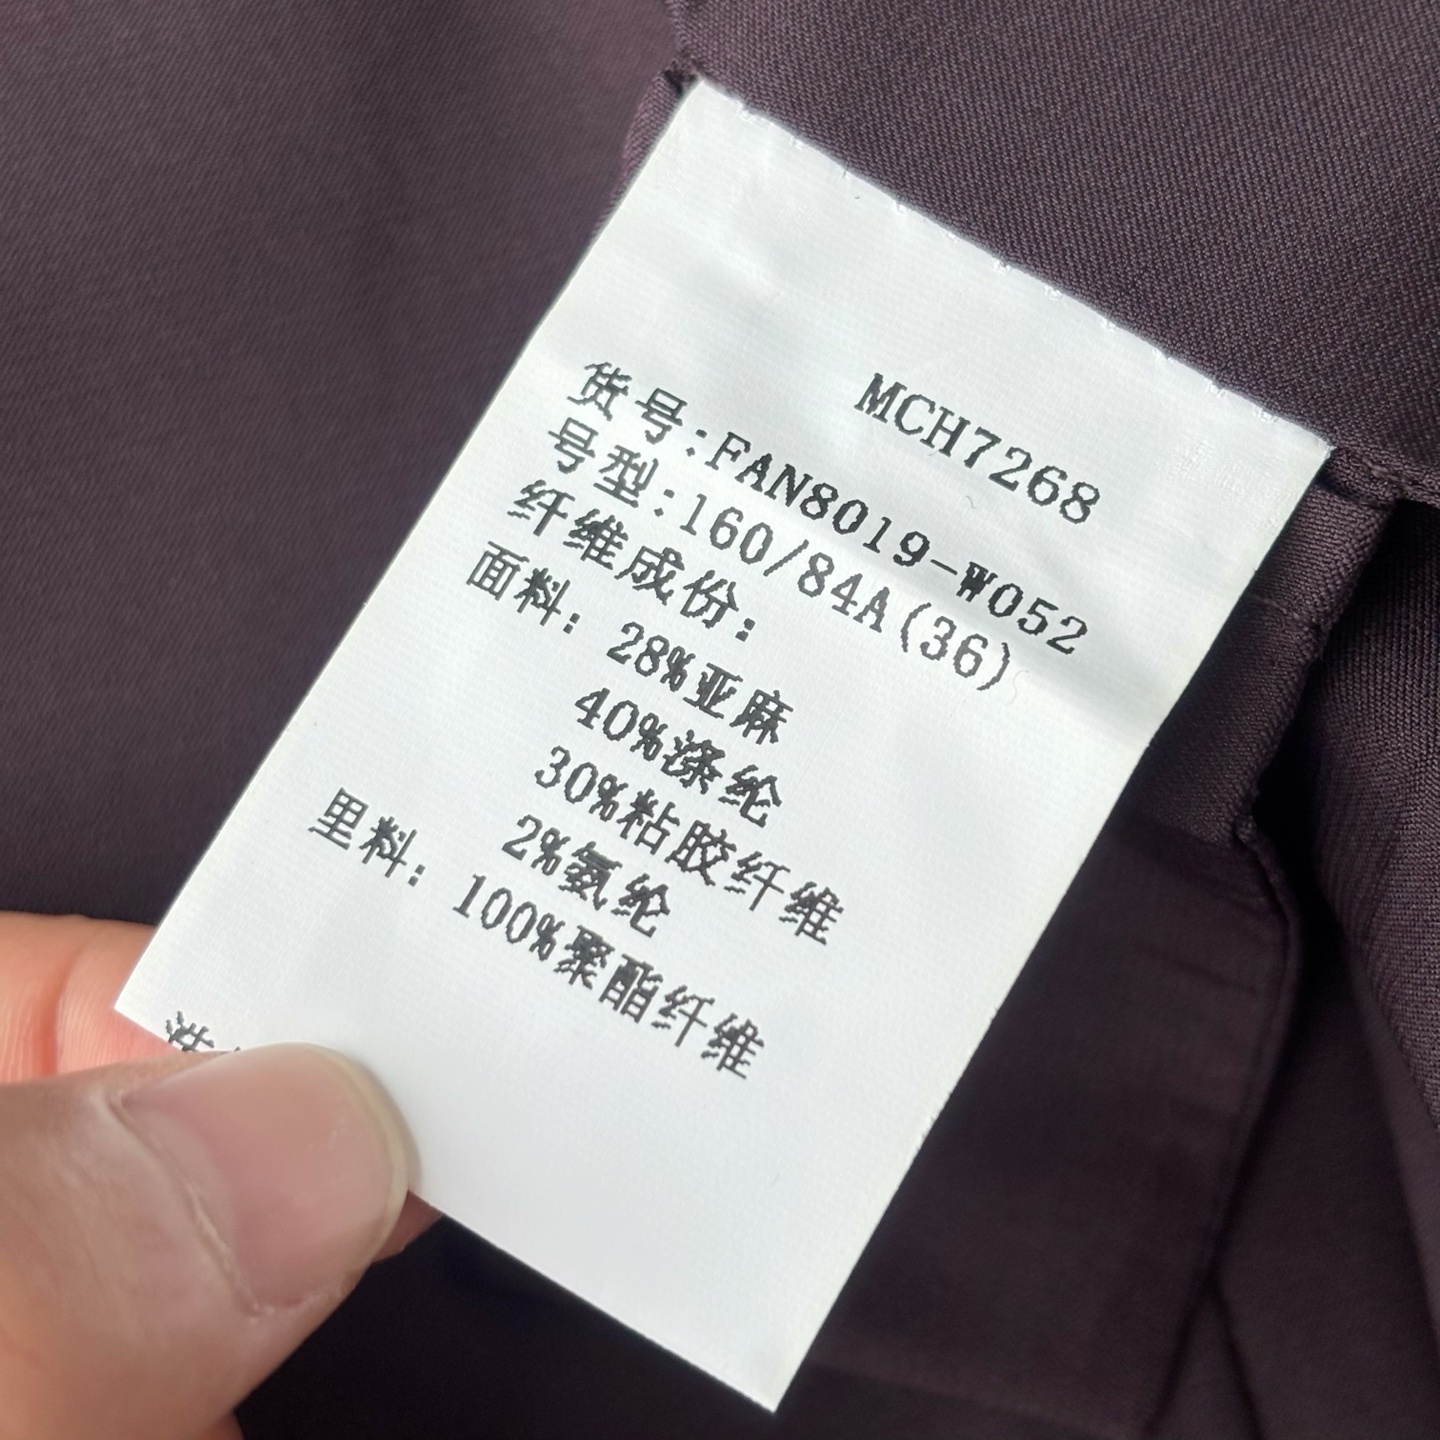 MCH7268
货号:FAN8019-W052
号型:160/84A(36)
纤维成份:
面料: 28%亚麻
40%涤纶
30%粘胶纤维
2%氨纶
里料: 100%聚酯纤维